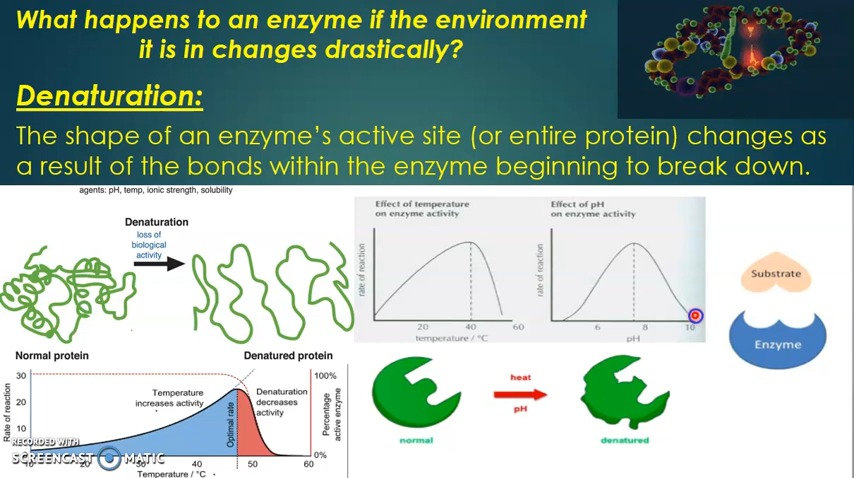 What happens to an enzyme if the environment
it is in changes drastically?
Denaturation:
The shape of an enzyme's active site (or entire protein) changes as
a result of the bonds within the enzyme beginning to break down.
agents: pH, temp, ionic strength, solubility
Denaturation
loss of
biological
activity
Normal protein
Denatured protein
Effect of temperature
on enzyme activity
rate of reaction
20
40
60
temperature / °C
Effect of pH
on enzyme activity
rate of reaction
6
8
10
pH
Substrate
Enzyme
30
20
10
Rate of reaction
Temperature
increases activity
Optimal rate
Denaturation
decreases
activity
100%
0%
Percentage
active enzyme
20
30
40
50
60
Temperature / °C
heat
pH
normal
denatured
RECORDED WITH
SCREENCAST MATIC